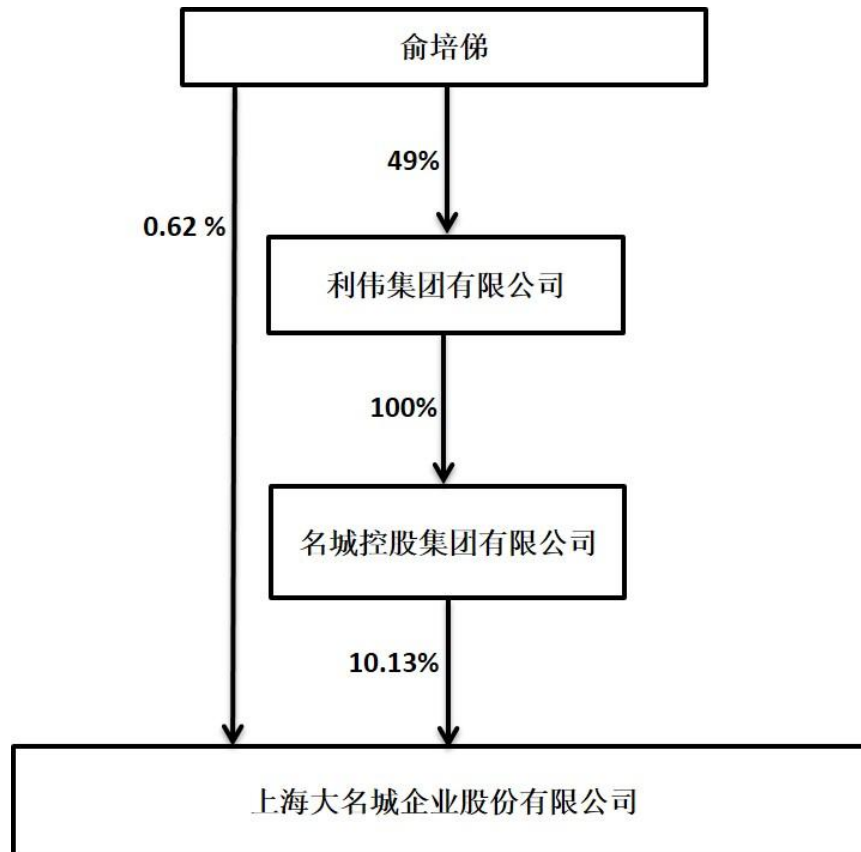 俞培俤
49%
0.62 %
利伟集团有限公司
100%
名城控股集团有限公司
10.13%
上海大名城企业股份有限公司